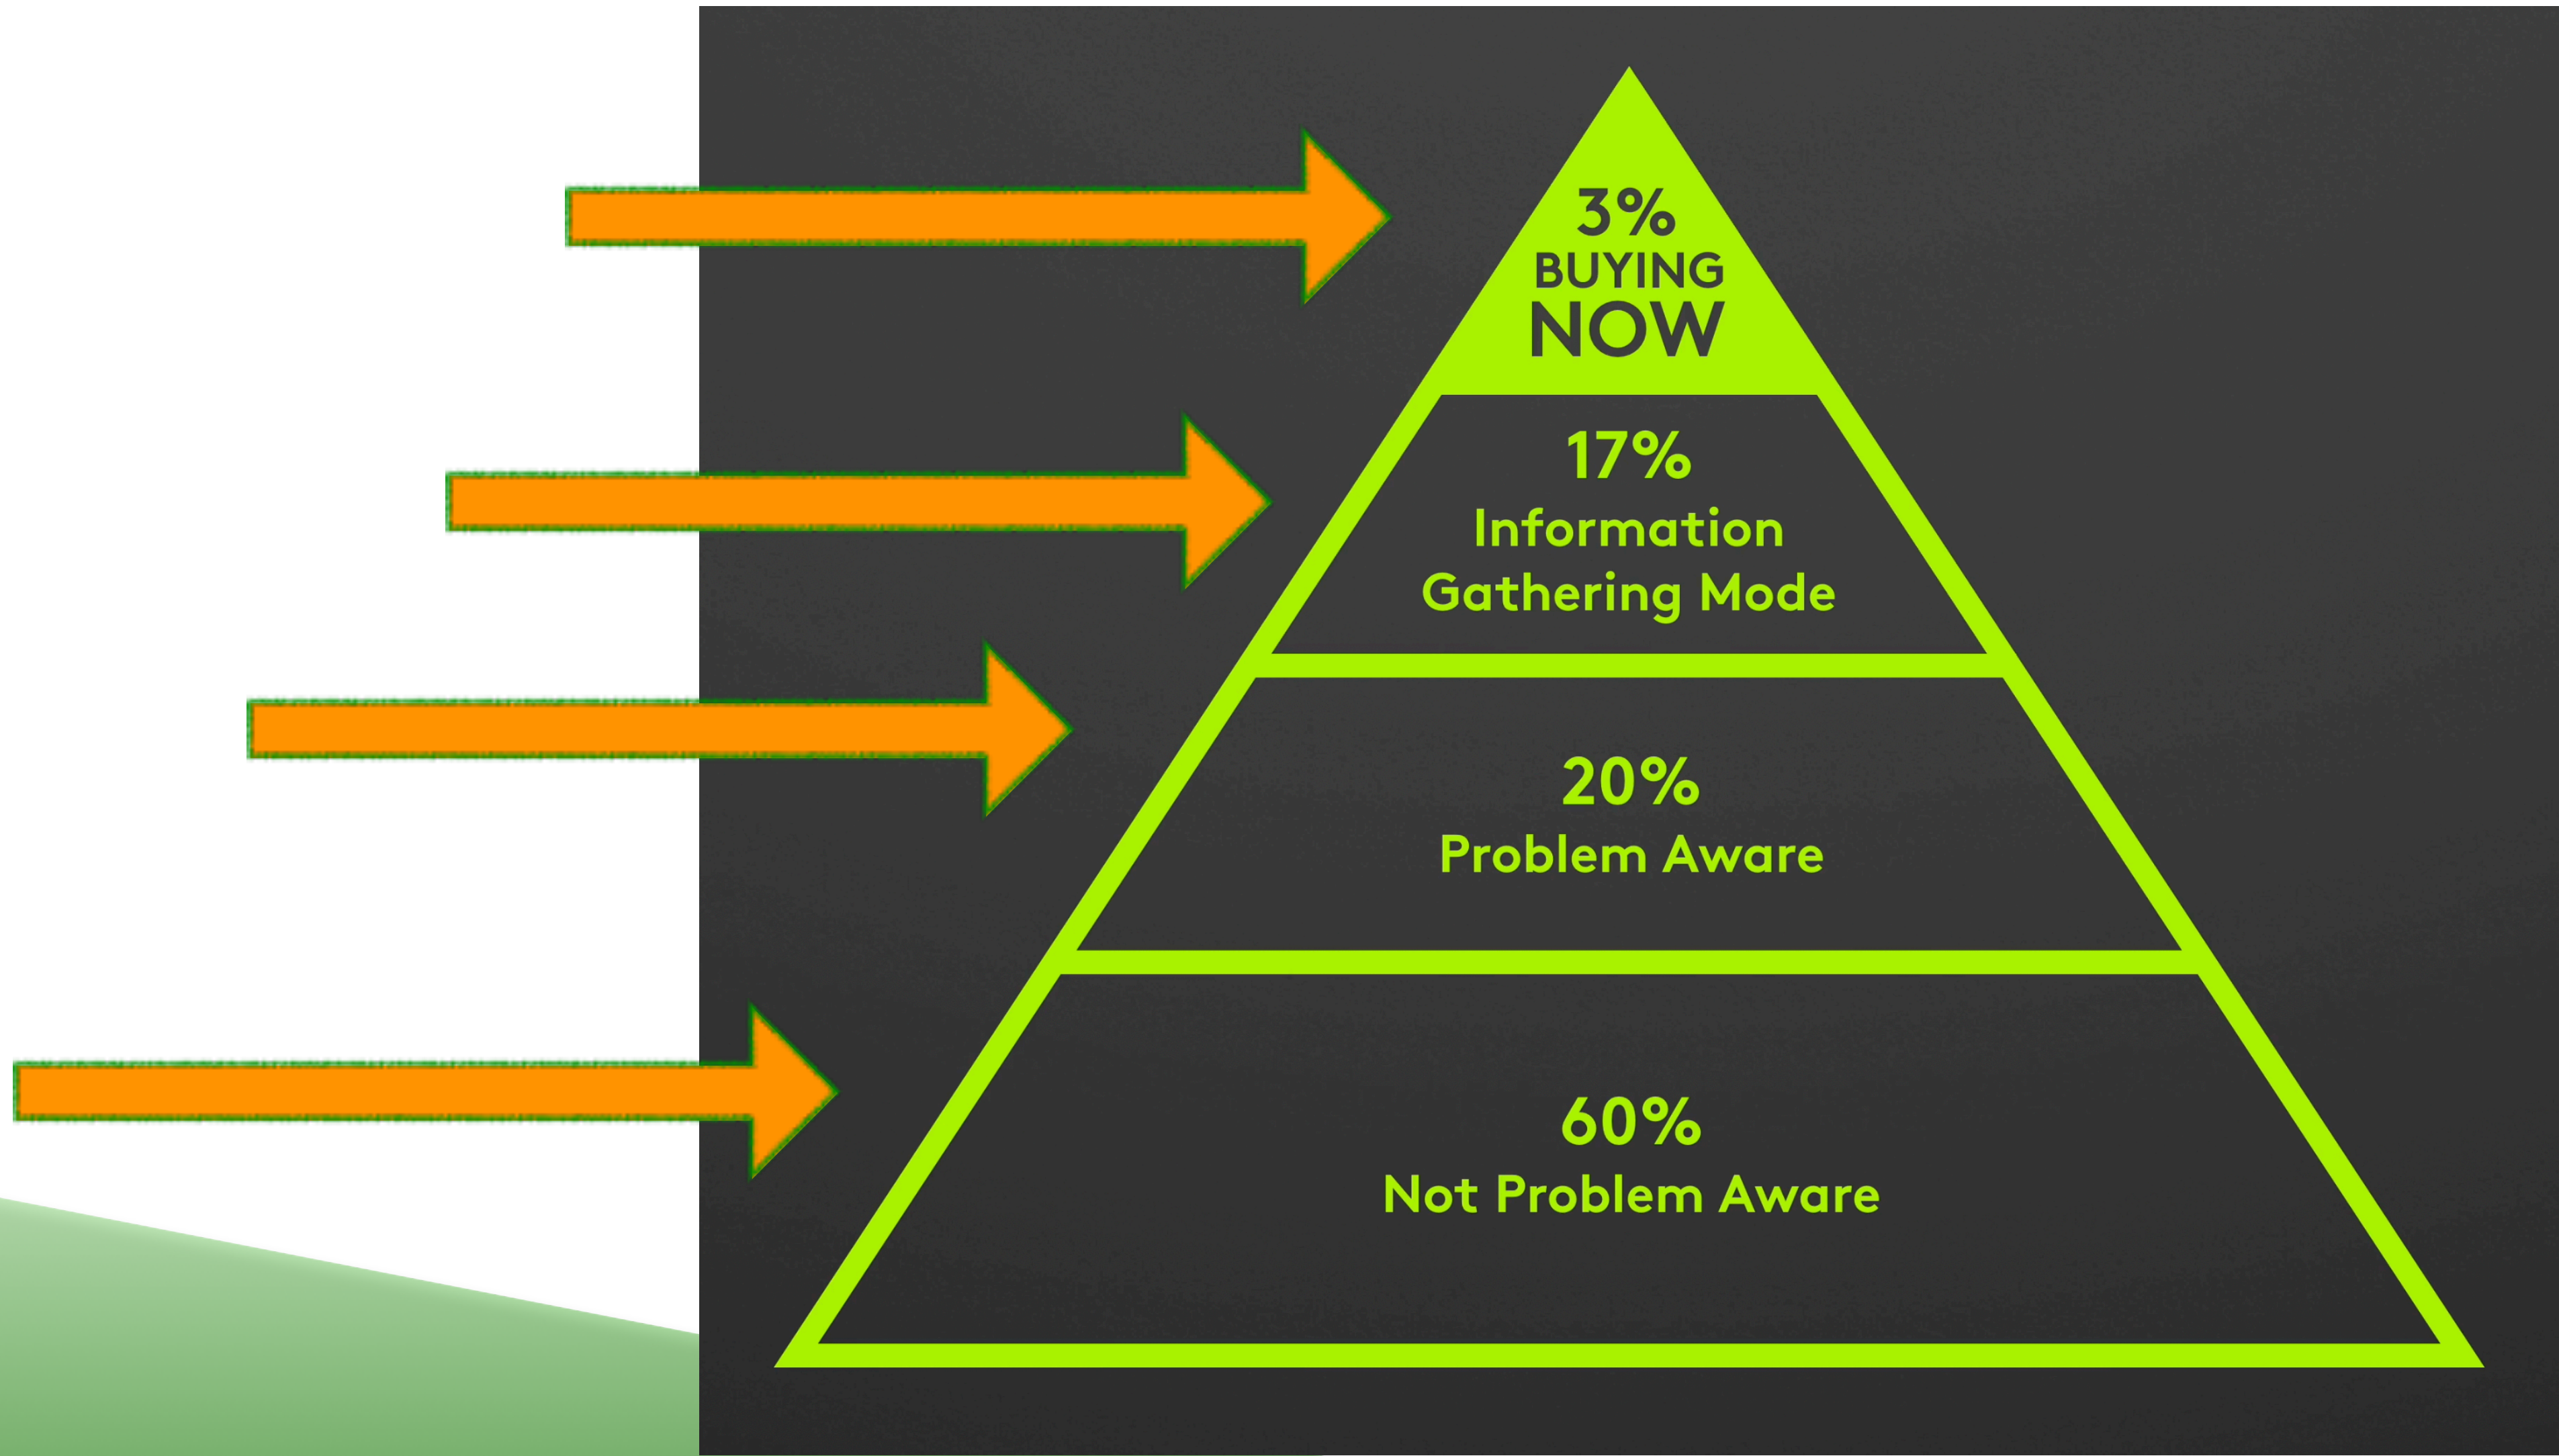 3%
BUYING
NOW
17%
Information
Gathering Mode
20%
Problem Aware
60%
Not Problem Aware